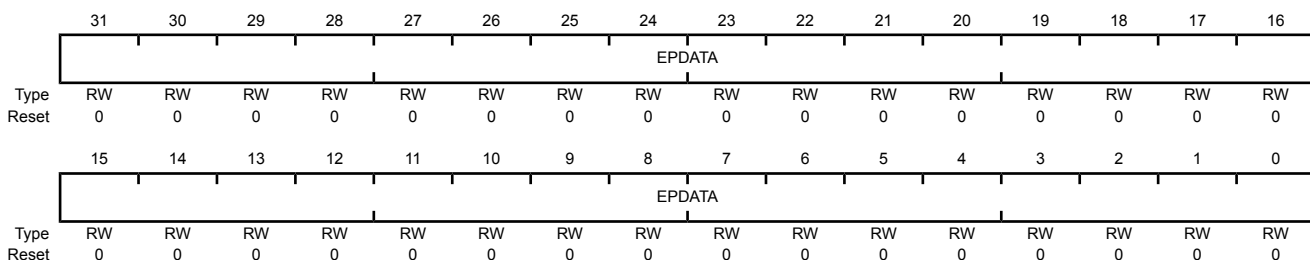 31 30 29 28 27 26 25 24 23 22 21 20 19 18 17 16
EPDATA
Type RW RW RW RW RW RW RW RW RW RW RW RW RW RW RW RW
Reset 0 0 0 0 0 0 0 0 0 0 0 0 0 0 0 0
15 14 13 12 11 10 9 8 7 6 5 4 3 2 1 0
EPDATA
Type RW RW RW RW RW RW RW RW RW RW RW RW RW RW RW RW
Reset 0 0 0 0 0 0 0 0 0 0 0 0 0 0 0 0